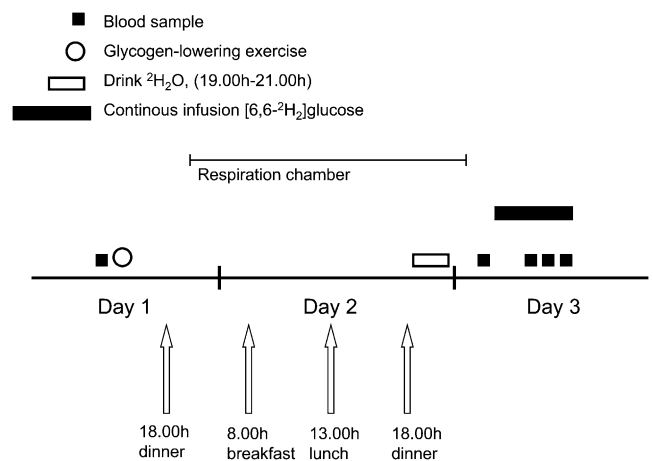 Blood sample
Glycogen-lowering exercise
Drink ²H₂O, (19.00h-21.00h)
Continous infusion [6,6-²H₂]glucose
Respiration chamber
Day 1
Day 2
Day 3
18.00h
dinner
8.00h
breakfast
13.00h
lunch
18.00h
dinner